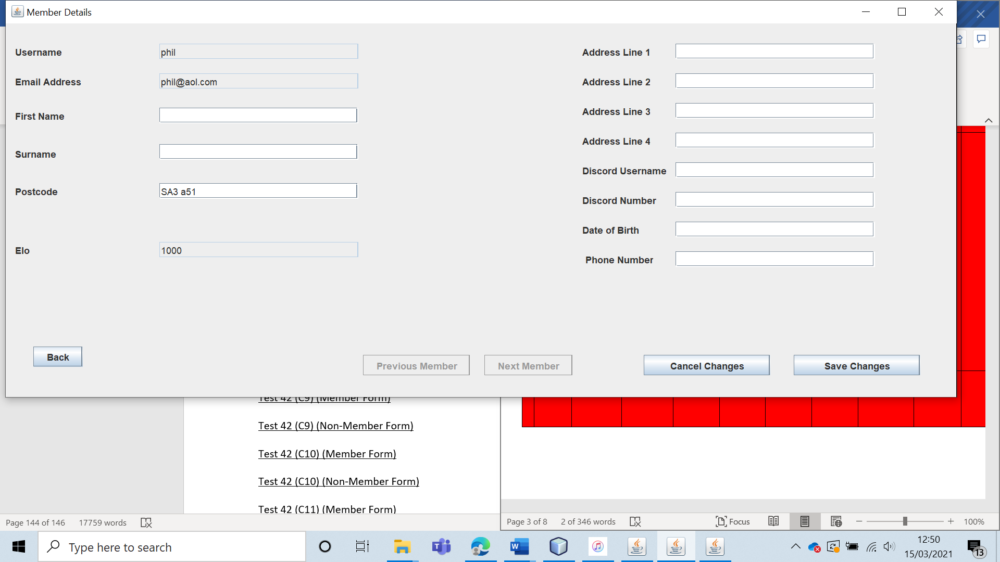 Member Details
Username
phil
Email Address
phil@aol.com
First Name
Surname
Postcode
SA3 a51
Elo
1000
Address Line 1
Address Line 2
Address Line 3
Address Line 4
Discord Username
Discord Number
Date of Birth
Phone Number
Back
Previous Member
Next Member
Cancel Changes
Save Changes
Test 42 (C9) (Member Form)
Test 42 (C9) (Non-Member Form)
Test 42 (C10) (Member Form)
Test 42 (C10) (Non-Member Form)
Test 42 (C11) (Member Form)
Page 144 of 146 17759 words
Page 3 of 8 2 of 346 words Focus 100%
Type here to search
12:50
15/03/2021
13